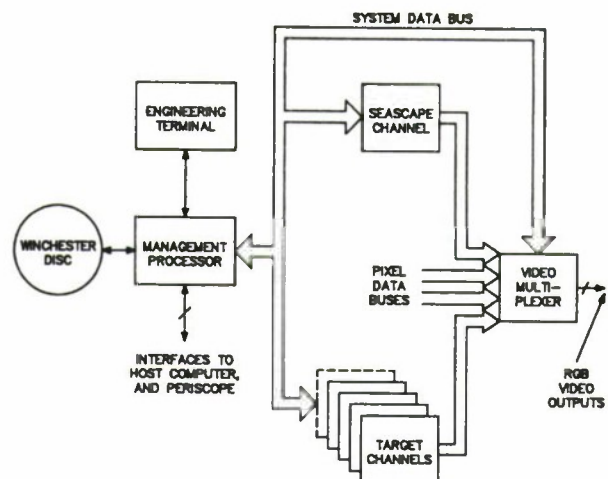 SYSTEM DATA BUS
ENGINEERING
TERMINAL
SEASCAPE
CHANNEL
WINCHESTER
DISC
MANAGEMENT
PROCESSOR
PIXEL
DATA
BUSES
VIDEO
MULTI-
PLEXER
INTERFACES TO
HOST COMPUTER,
AND PERISCOPE
RGB
VIDEO
OUTPUTS
TARGET
CHANNELS